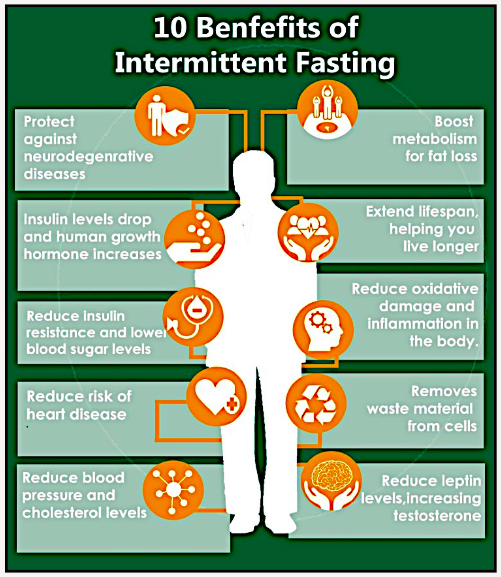 10 Benfefits of
Intermittent Fasting
Protect
against
neurodegenrative
diseases
Boost
metabolism
for fat loss
Insulin levels drop
and human growth
hormone increases
Extend lifespan,
helping you
live longer
Reduce insulin
resistance and lower
blood sugar levels
Reduce oxidative
damage and
inflammation in
the body.
Reduce risk of
heart disease
Removes
waste material
from cells
Reduce blood
pressure and
cholesterol levels
Reduce leptin
levels,increasing
testosterone